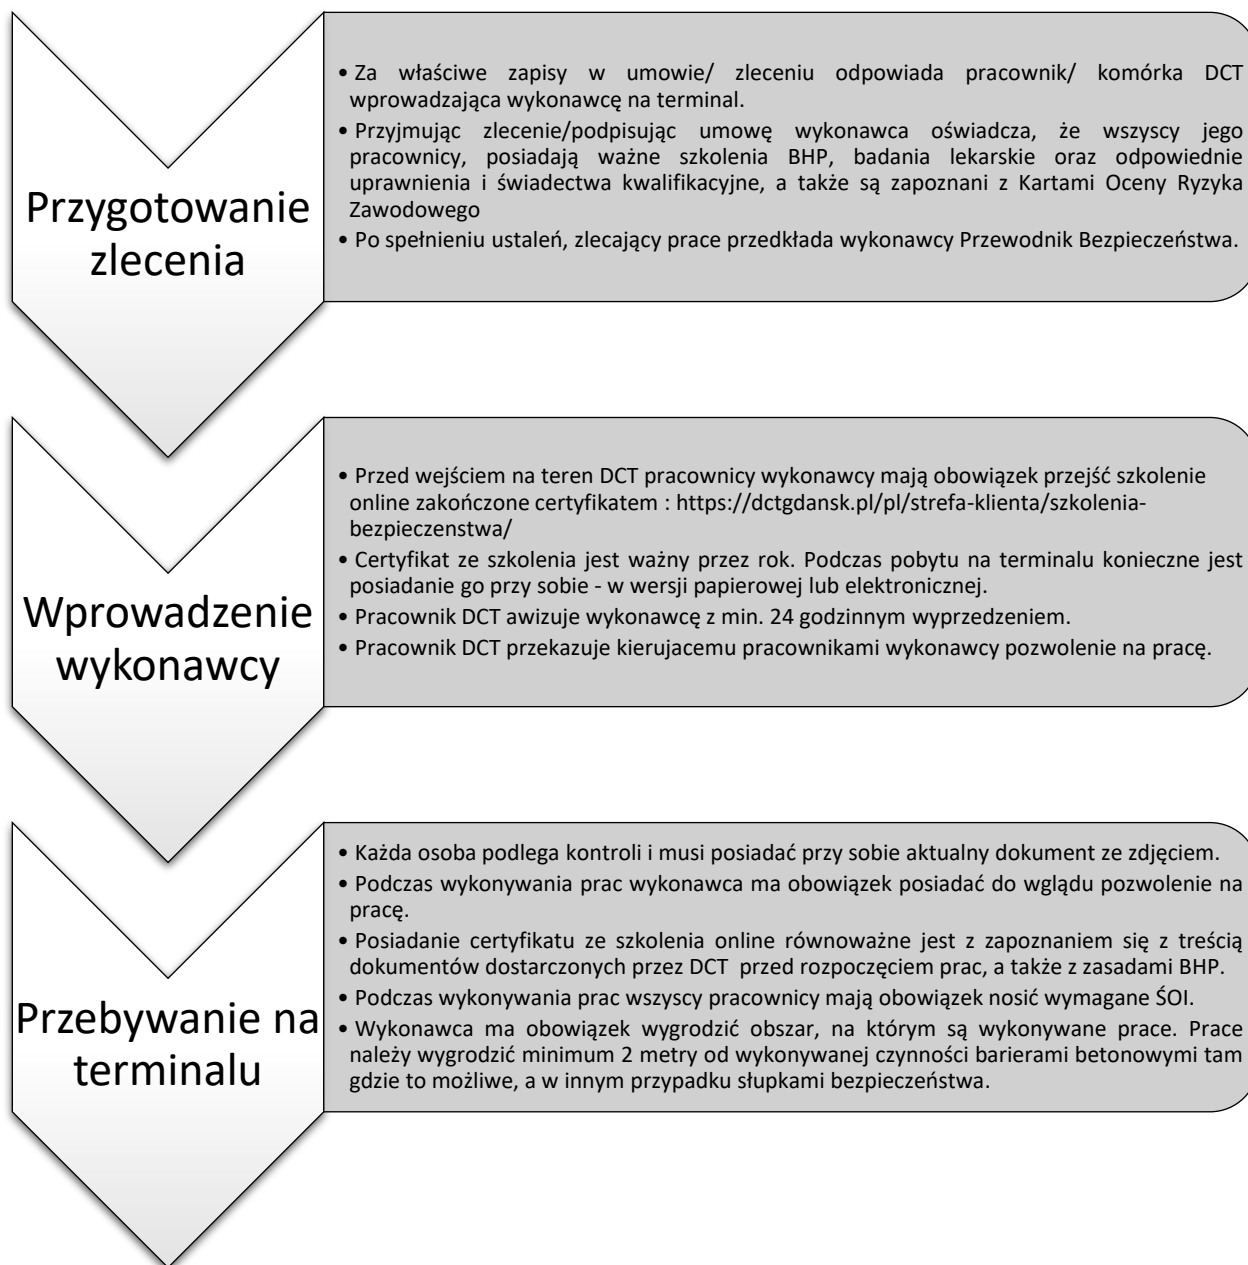 Przygotowanie
zlecenia
• Za właściwe zapisy w umowie/ zleceniu odpowiada pracownik/ komórka DCT
wprowadzająca wykonawcę na terminal.
• Przyjmując zlecenie/podpisując umowę wykonawca oświadcza, że wszyscy jego
pracownicy, posiadają ważne szkolenia BHP, badania lekarskie oraz odpowiednie
uprawnienia i świadectwa kwalifikacyjne, a także są zapoznani z Kartami Oceny Ryzyka
Zawodowego
• Po spełnieniu ustaleń, zlecający prace przedkłada wykonawcy Przewodnik Bezpieczeństwa.
Wprowadzenie
wykonawcy
• Przed wejściem na teren DCT pracownicy wykonawcy mają obowiązek przejść szkolenie
online zakończone certyfikatem : https://dctgdansk.pl/pl/strefa-klienta/szkolenia-
bezpieczenstwa/
• Certyfikat ze szkolenia jest ważny przez rok. Podczas pobytu na terminalu konieczne jest
posiadanie go przy sobie - w wersji papierowej lub elektronicznej.
• Pracownik DCT awizuje wykonawcę z min. 24 godzinnym wyprzedzeniem.
• Pracownik DCT przekazuje kierujacemu pracownikami wykonawcy pozwolenie na pracę.
Przebywanie na
terminalu
• Każda osoba podlega kontroli i musi posiadać przy sobie aktualny dokument ze zdjęciem.
• Podczas wykonywania prac wykonawca ma obowiązek posiadać do wglądu pozwolenie na
pracę.
• Posiadanie certyfikatu ze szkolenia online równoważne jest z zapoznaniem się z treścią
dokumentów dostarczonych przez DCT przed rozpoczęciem prac, a także z zasadami BHP.
• Podczas wykonywania prac wszyscy pracownicy mają obowiązek nosić wymagane ŚOI.
• Wykonawca ma obowiązek wygrodzić obszar, na którym są wykonywane prace. Prace
należy wygrodzić minimum 2 metry od wykonywanej czynności barierami betonowymi tam
gdzie to możliwe, a w innym przypadku słupkami bezpieczeństwa.